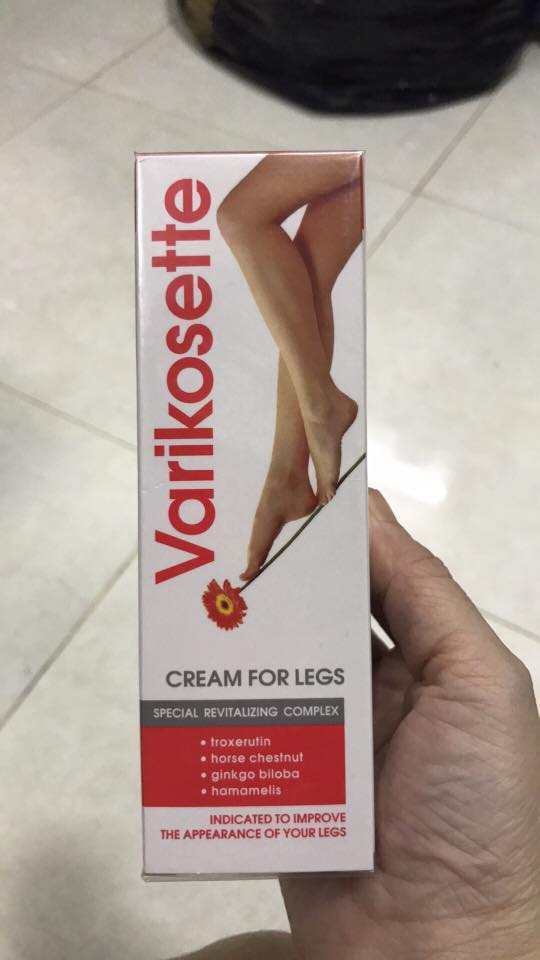 Varikosette
CREAM FOR LEGS
SPECIAL REVITALIZING COMPLEX
• troxerutin
• horse chestnut
• ginkgo biloba
• hamamelis
INDICATED TO IMPROVE
THE APPEARANCE OF YOUR LEGS